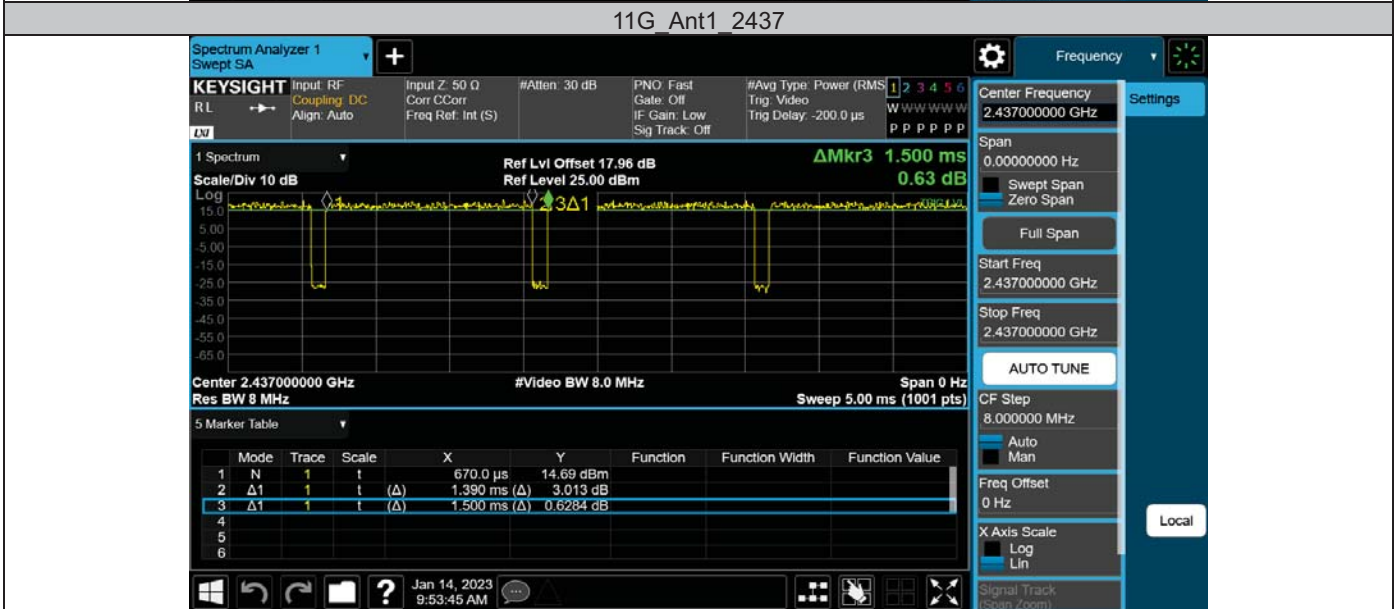 11G_Ant1_2437
Spectrum Analyzer 1
Swept SA
+
Frequency
KEYSIGHT
RL
LXI
Input: RF
Coupling: DC
Align: Auto
Input Z: 50 Ω
Corr CCorr
Freq Ref: Int (S)
#Atten: 30 dB
PNO: Fast
Gate: Off
IF Gain: Low
Sig Track: Off
#Avg Type: Power (RMS
Trig: Video
Trig Delay: -200.0 µs
1 2 3 4 5 6
W W W W W W
P P P P P P
1 Spectrum
Scale/Div 10 dB
Ref Lvl Offset 17.96 dB
Ref Level 25.00 dBm
ΔMkr3 1.500 ms
0.63 dB
Log
15.0
5.00
-5.00
-15.0
-25.0
-35.0
-45.0
-55.0
-65.0
3Δ1
Center 2.437000000 GHz
#Video BW 8.0 MHz
Span 0 Hz
Res BW 8 MHz
Sweep 5.00 ms (1001 pts)
5 Marker Table
Mode Trace Scale X Y Function Function Width Function Value
1 N 1 t 670.0 µs 14.69 dBm
2 Δ1 1 t (Δ) 1.390 ms (Δ) 3.013 dB
3 Δ1 1 t (Δ) 1.500 ms (Δ) 0.6284 dB
4
5
6
Jan 14, 2023
9:53:45 AM
?
Center Frequency
2.437000000 GHz
Span
0.00000000 Hz
Swept Span
Zero Span
Full Span
Start Freq
2.437000000 GHz
Stop Freq
2.437000000 GHz
AUTO TUNE
CF Step
8.000000 MHz
Auto
Man
Freq Offset
0 Hz
X Axis Scale
Log
Lin
Signal Track
(Span Zoom)
Settings
Local